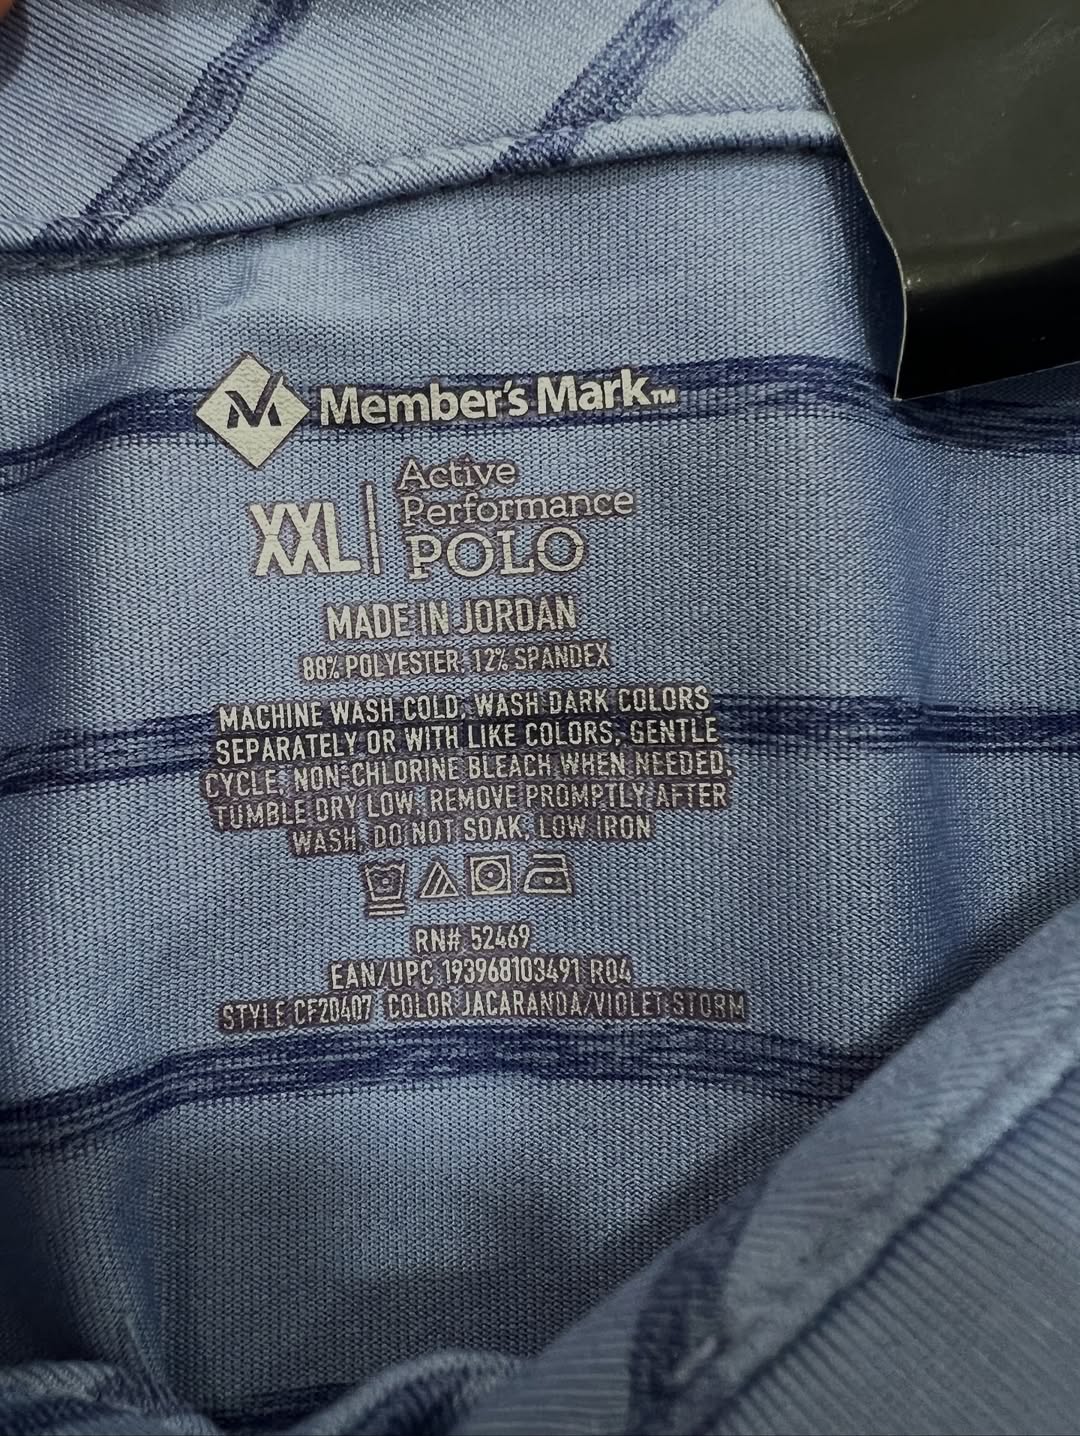 Member's Mark™
XXL
Active
Performance
POLO
MADE IN JORDAN
88% POLYESTER, 12% SPANDEX
MACHINE WASH COLD, WASH DARK COLORS
SEPARATELY OR WITH LIKE COLORS, GENTLE
CYCLE, NON-CHLORINE BLEACH WHEN NEEDED,
TUMBLE DRY LOW, REMOVE PROMPTLY AFTER
WASH, DO NOT SOAK, LOW IRON
RN# 52469
EAN/UPC 193968103491 R04
STYLE CF20407 COLOR JACARANDA/VIOLET STORM